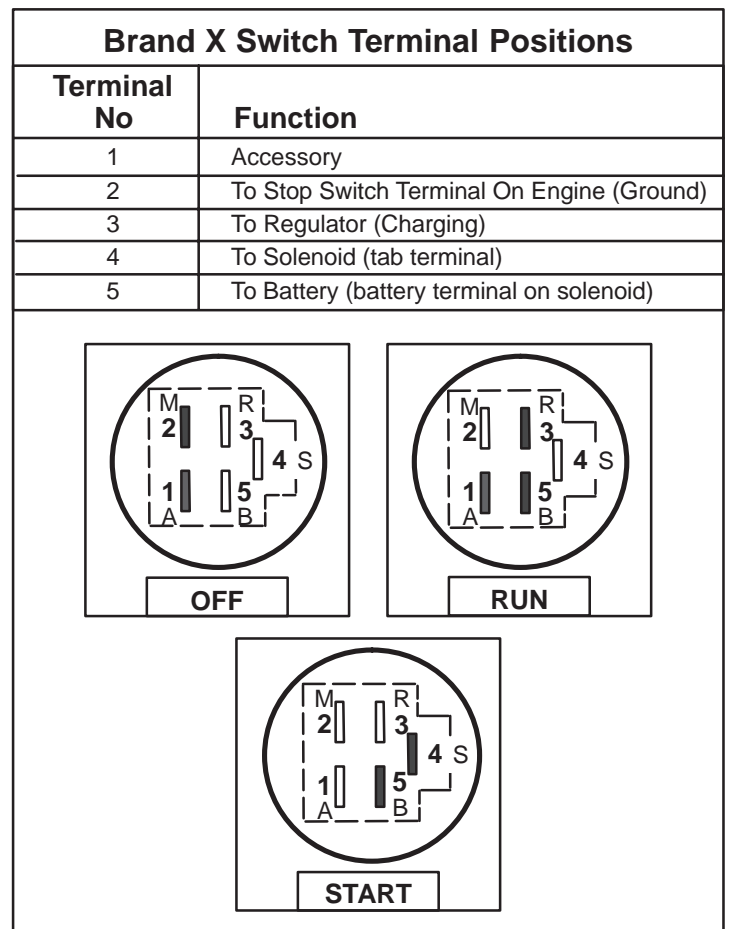 Brand X Switch Terminal Positions
Terminal No
Function
1 Accessory
2 To Stop Switch Terminal On Engine (Ground)
3 To Regulator (Charging)
4 To Solenoid (tab terminal)
5 To Battery (battery terminal on solenoid)
M R
2 3
4 S
1 5
A B
OFF
M R
2 3
4 S
1 5
A B
RUN
M R
2 3
4 S
1 5
A B
START